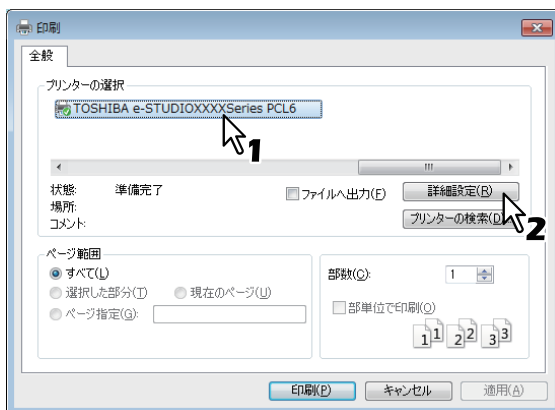 印刷
全般
プリンターの選択
TOSHIBA e-STUDIOXXXXSeries PCL6
1
状態: 準備完了 ファイルへ出力(F) 詳細設定(R)
場所: プリンターの検索(D)
2
コメント:
ページ範囲
すべて(L) 部数(C): 1
選択した部分(T) 現在のページ(U) 部単位で印刷(O)
ページ指定(G):
1 1 2 2 3 3
印刷(P) キャンセル 適用(A)